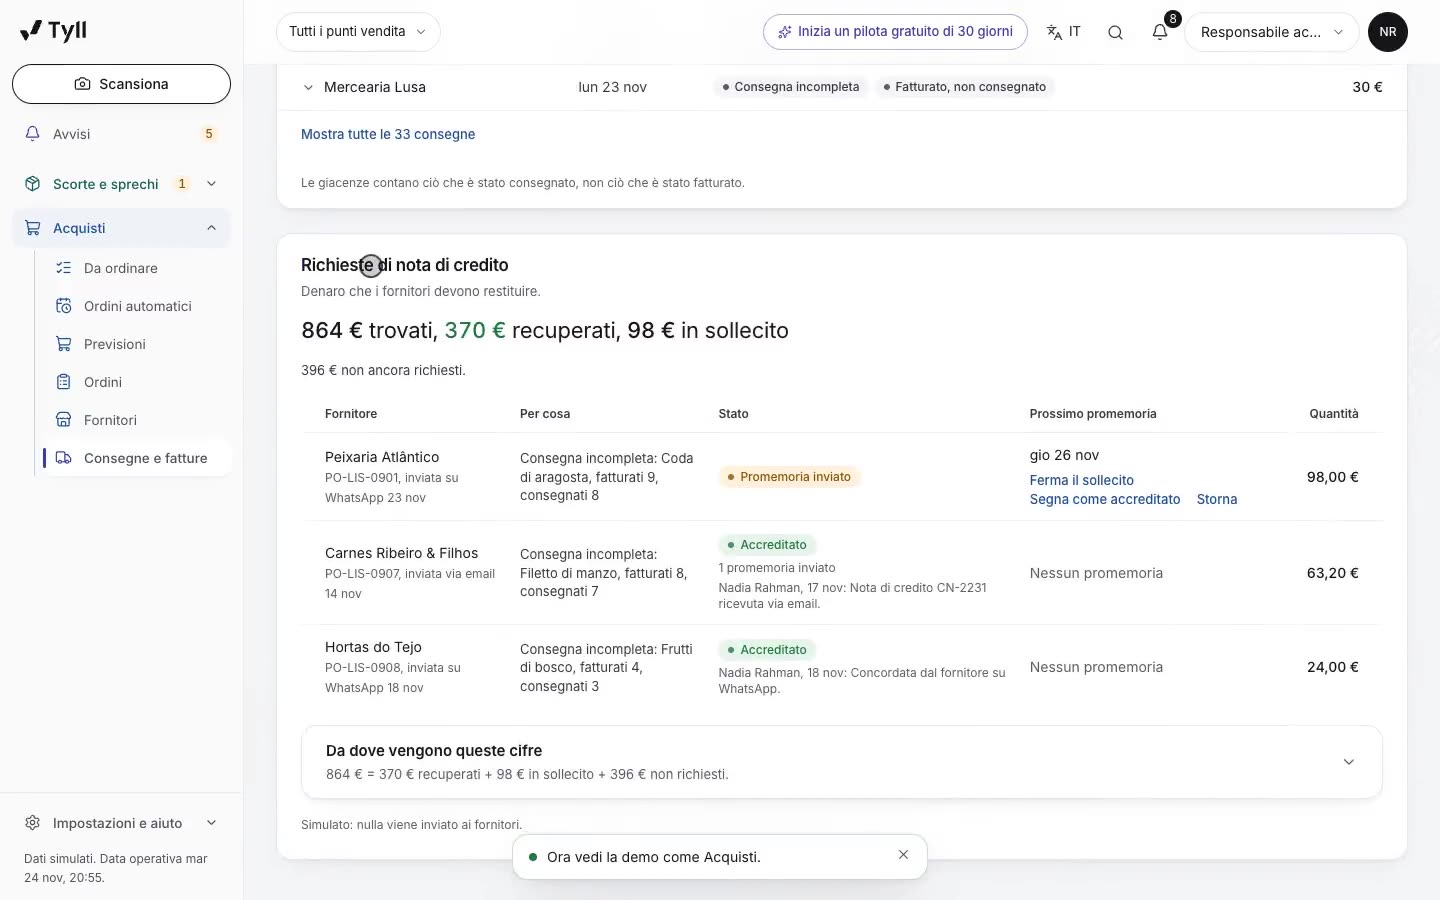 Tyll
Tutti i punti vendita
Inizia un pilota gratuito di 30 giorni
IT
8
Responsabile ac...
NR
Scansiona
Avvisi 5
Scorte e sprechi 1
Acquisti
Da ordinare
Ordini automatici
Previsioni
Ordini
Fornitori
Consegne e fatture
Impostazioni e aiuto
Dati simulati. Data operativa mar
24 nov, 20:55.
Mercearia Lusa lun 23 nov Consegna incompleta Fatturato, non consegnato 30 €
Mostra tutte le 33 consegne
Le giacenze contano ciò che è stato consegnato, non ciò che è stato fatturato.
Richieste di nota di credito
Denaro che i fornitori devono restituire.
864 € trovati, 370 € recuperati, 98 € in sollecito
396 € non ancora richiesti.
Fornitore Per cosa Stato Prossimo promemoria Quantità
Peixaria Atlântico
PO-LIS-0901, inviata su
WhatsApp 23 nov
Consegna incompleta: Coda
di aragosta, fatturati 9,
consegnati 8
Promemoria inviato
gio 26 nov
Ferma il sollecito
Segna come accreditato Storna
98,00 €
Carnes Ribeiro & Filhos
PO-LIS-0907, inviata via email
14 nov
Consegna incompleta:
Filetto di manzo, fatturati 8,
consegnati 7
Accreditato
1 promemoria inviato
Nadia Rahman, 17 nov: Nota di credito CN-2231
ricevuta via email.
Nessun promemoria
63,20 €
Hortas do Tejo
PO-LIS-0908, inviata su
WhatsApp 18 nov
Consegna incompleta: Frutti
di bosco, fatturati 4,
consegnati 3
Accreditato
Nadia Rahman, 18 nov: Concordata dal fornitore su
WhatsApp.
Nessun promemoria
24,00 €
Da dove vengono queste cifre
864 € = 370 € recuperati + 98 € in sollecito + 396 € non richiesti.
Simulato: nulla viene inviato ai fornitori.
Ora vedi la demo come Acquisti.